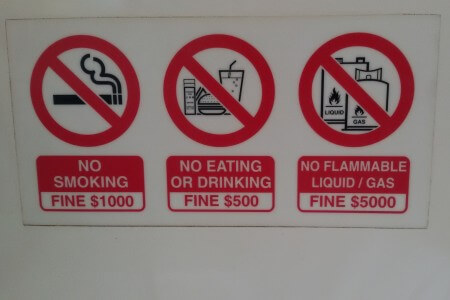 LIQUID
GAS
NO
SMOKING
FINE $1000
NO EATING
OR DRINKING
FINE $500
NO FLAMMABLE
LIQUID / GAS
FINE $5000